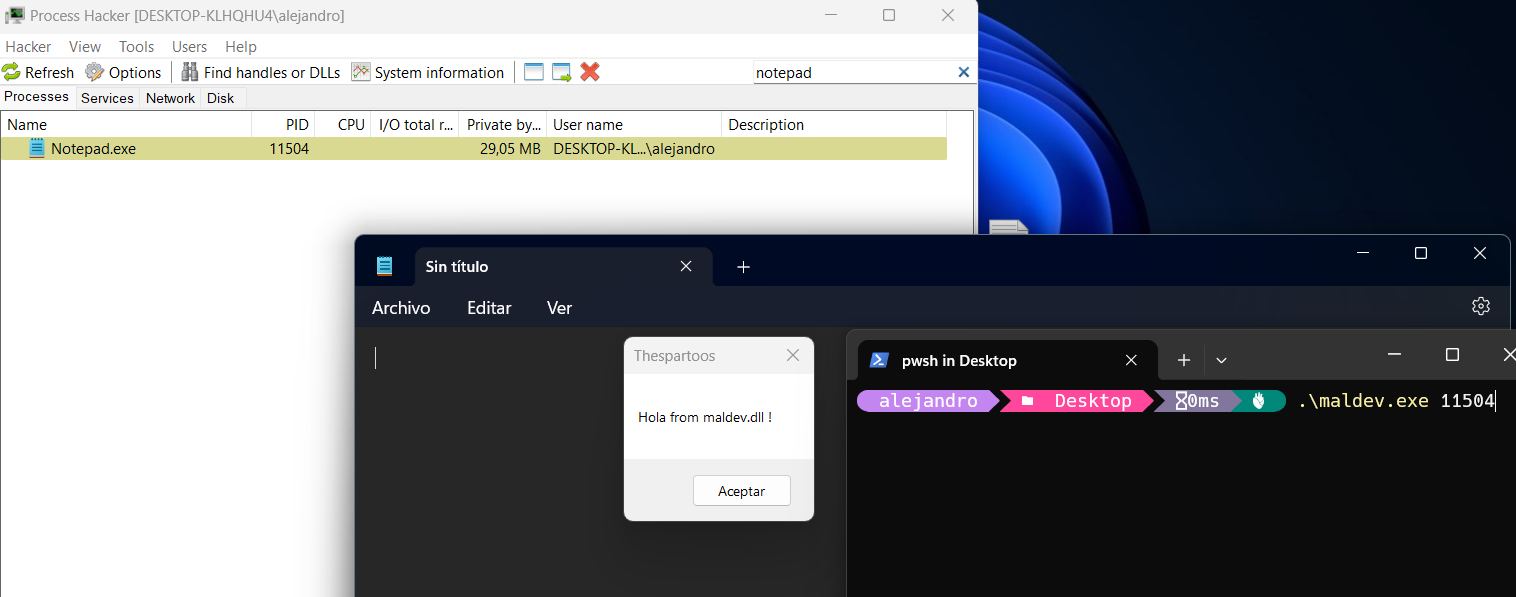 Process Hacker [DESKTOP-KLHQHU4\alejandro]
Hacker View Tools Users Help
Refresh Options Find handles or DLLs System information notepad
Processes Services Network Disk
Name PID CPU I/O total r... Private by... User name Description
Notepad.exe 11504 29,05 MB DESKTOP-KL...\alejandro
Sin título
Archivo Editar Ver
Thespartoos
Hola from maldev.dll !
Aceptar
pwsh in Desktop
alejandro Desktop 0ms .\maldev.exe 11504